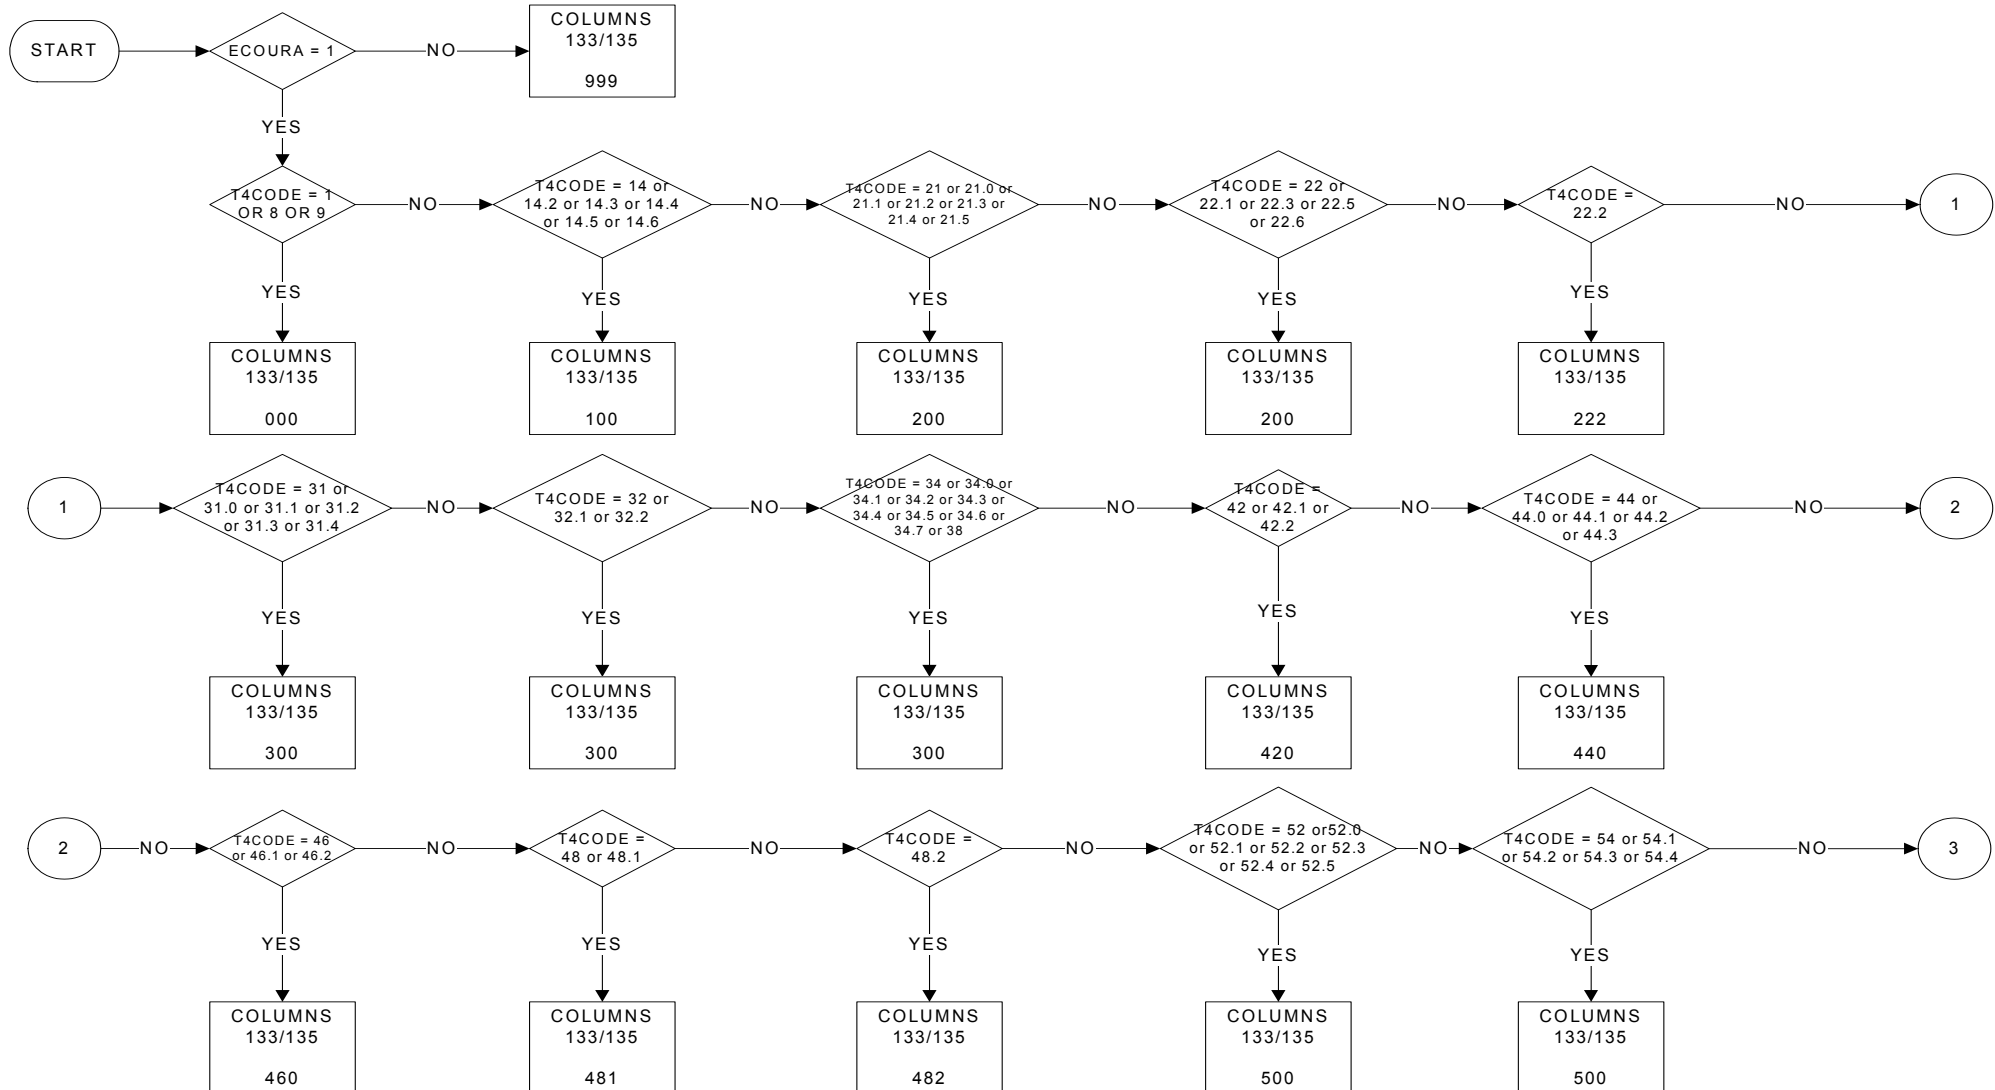 START
ECOURA = 1
NO
COLUMNS
133/135
999
YES
T4CODE = 1
OR 8 OR 9
NO
T4CODE = 14 or
14.2 or 14.3 or 14.4
or 14.5 or 14.6
NO
T4CODE = 21 or 21.0 or
21.1 or 21.2 or 21.3 or
21.4 or 21.5
NO
T4CODE = 22 or
22.1 or 22.3 or 22.5
or 22.6
NO
T4CODE =
22.2
NO
1
YES
YES
YES
YES
YES
COLUMNS
133/135
000
COLUMNS
133/135
100
COLUMNS
133/135
200
COLUMNS
133/135
200
COLUMNS
133/135
222
1
T4CODE = 31 or
31.0 or 31.1 or 31.2
or 31.3 or 31.4
NO
T4CODE = 32 or
32.1 or 32.2
NO
T4CODE = 34 or 34.0 or
34.1 or 34.2 or 34.3 or
34.4 or 34.5 or 34.6 or
34.7 or 38
NO
T4CODE =
42 or 42.1 or
42.2
NO
T4CODE = 44 or
44.0 or 44.1 or 44.2
or 44.3
NO
2
YES
YES
YES
YES
YES
COLUMNS
133/135
300
COLUMNS
133/135
300
COLUMNS
133/135
300
COLUMNS
133/135
420
COLUMNS
133/135
440
2
NO
T4CODE = 46
or 46.1 or 46.2
NO
T4CODE =
48 or 48.1
NO
T4CODE =
48.2
NO
T4CODE = 52 or52.0
or 52.1 or 52.2 or 52.3
or 52.4 or 52.5
NO
T4CODE = 54 or 54.1
or 54.2 or 54.3 or 54.4
NO
3
YES
YES
YES
YES
YES
COLUMNS
133/135
460
COLUMNS
133/135
481
COLUMNS
133/135
482
COLUMNS
133/135
500
COLUMNS
133/135
500